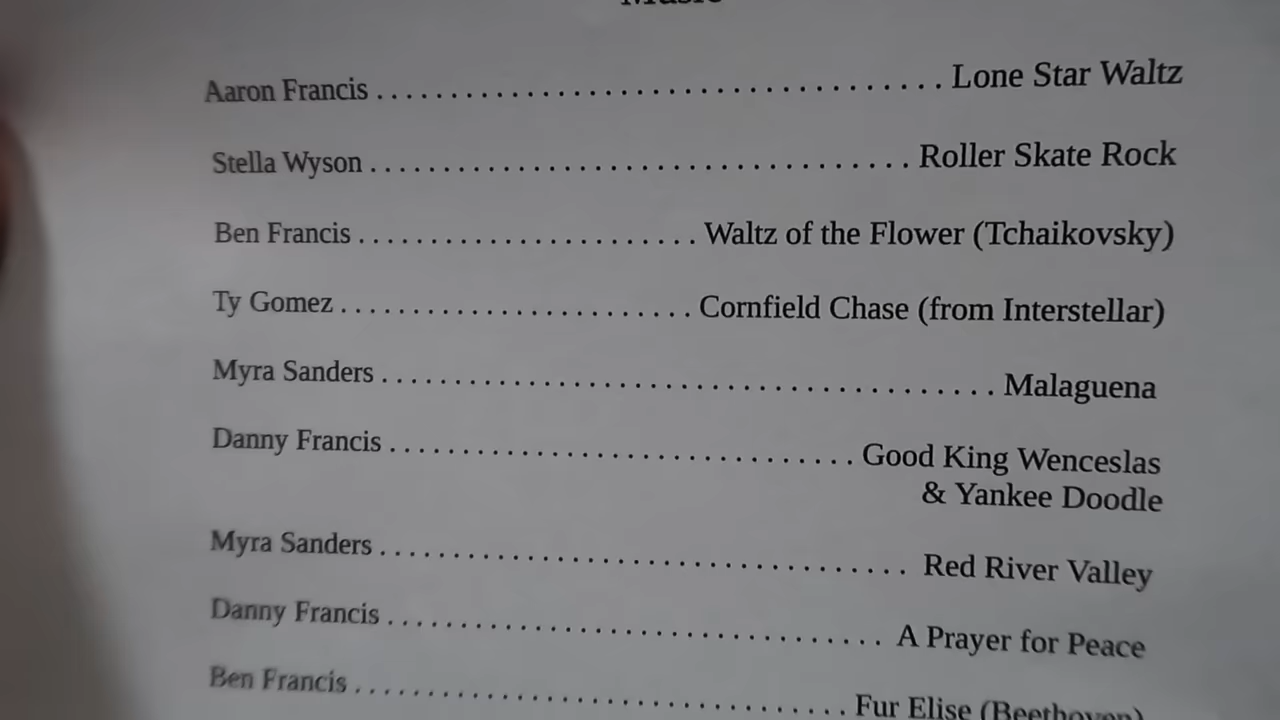 Music
Aaron Francis . . . . . . . . . . . . . . . . . . . . . . . . . . . . . . . . . . . . . . Lone Star Waltz
Stella Wyson . . . . . . . . . . . . . . . . . . . . . . . . . . . . . . . . . . . . Roller Skate Rock
Ben Francis . . . . . . . . . . . . . . . . . . . . . . . Waltz of the Flower (Tchaikovsky)
Ty Gomez . . . . . . . . . . . . . . . . . . . . . . . . Cornfield Chase (from Interstellar)
Myra Sanders . . . . . . . . . . . . . . . . . . . . . . . . . . . . . . . . . . . . . . . . . . Malaguena
Danny Francis . . . . . . . . . . . . . . . . . . . . . . . . . . . . . . . . Good King Wenceslas
& Yankee Doodle
Myra Sanders . . . . . . . . . . . . . . . . . . . . . . . . . . . . . . . . . . . . Red River Valley
Danny Francis . . . . . . . . . . . . . . . . . . . . . . . . . . . . . . . . . . A Prayer for Peace
Ben Francis . . . . . . . . . . . . . . . . . . . . . . . . . . . . . . . . . Fur Elise (Beethoven)